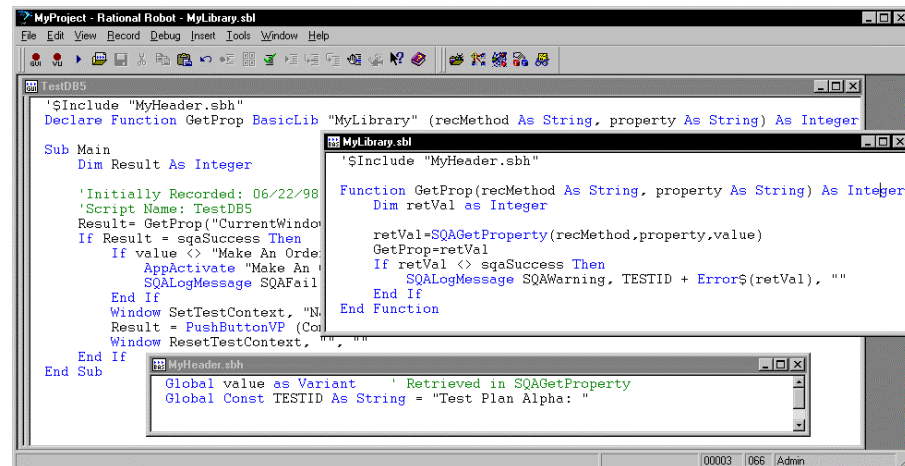 MyProject - Rational Robot - MyLibrary.sbl
File Edit View Record Debug Insert Tools Window Help
GUI VU
TestDB5
'$Include "MyHeader.sbh"
Declare Function GetProp BasicLib "MyLibrary" (recMethod As String, property As String) As Integer
Sub Main
Dim Result As Integer
'Initially Recorded: 06/22/98
'Script Name: TestDB5
Result= GetProp("CurrentWindo
If Result = sqaSuccess Then
If value <> "Make An Orde
AppActivate "Make An
SQALogMessage SQAFail
End If
Window SetTestContext, "N
Result = PushButtonVP (Co
Window ResetTestContext, "", ""
End If
End Sub
MyLibrary.sbl
'$Include "MyHeader.sbh"
Function GetProp(recMethod As String, property As String) As Integer
Dim retVal as Integer
retVal=SQAGetProperty(recMethod,property,value)
GetProp=retVal
If retVal <> sqaSuccess Then
SQALogMessage SQAWarning, TESTID + Error$(retVal), ""
End If
End Function
MyHeader.sbh
Global value as Variant ' Retrieved in SQAGetProperty
Global Const TESTID As String = "Test Plan Alpha: "
00003 066 Admin